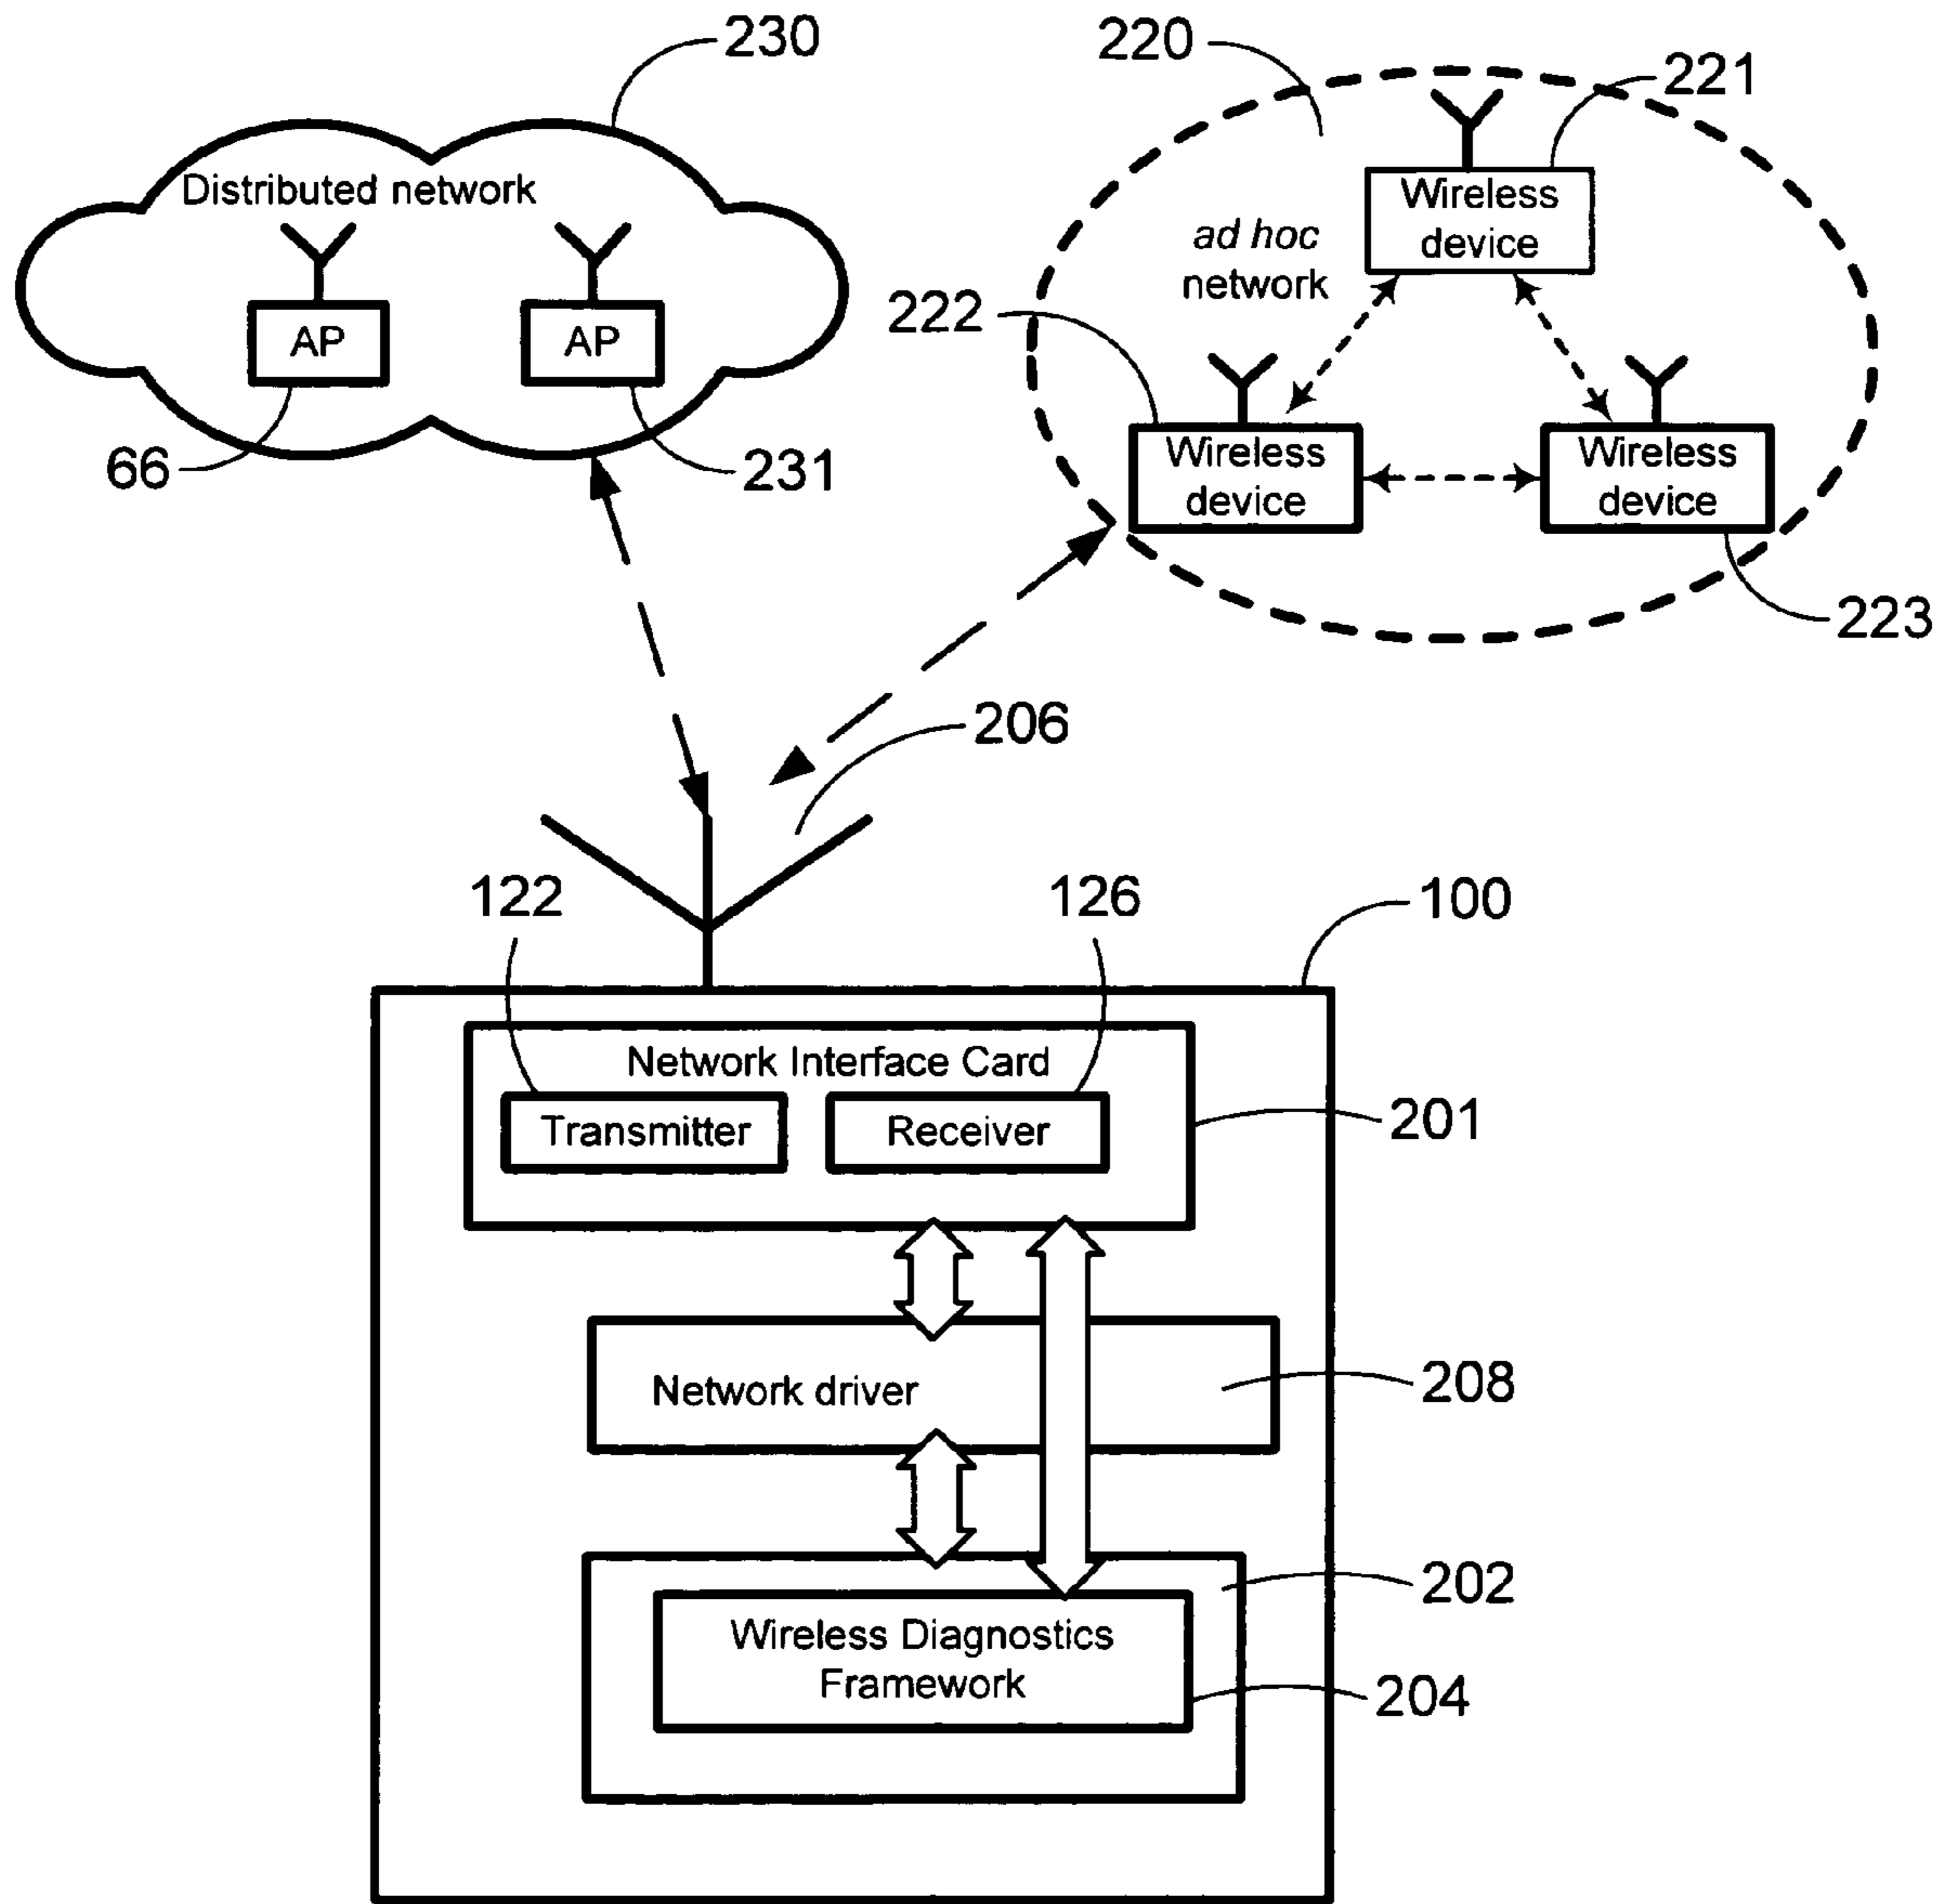 230
220
221
Distributed network
Wireless
device
ad hoc
network
222
AP
AP
66
231
Wireless
device
Wireless
device
223
206
122
126
100
Network Interface Card
Transmitter
Receiver
201
Network driver
208
202
Wireless Diagnostics
Framework
204